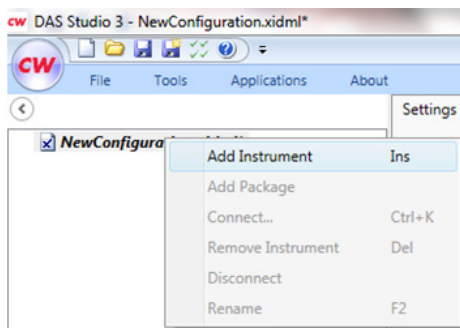 cw DAS Studio 3 - NewConfiguration.xidml*
cw
File Tools Applications About
Settings
Add Instrument Ins
Add Package
Connect... Ctrl+K
Remove Instrument Del
Disconnect
Rename F2